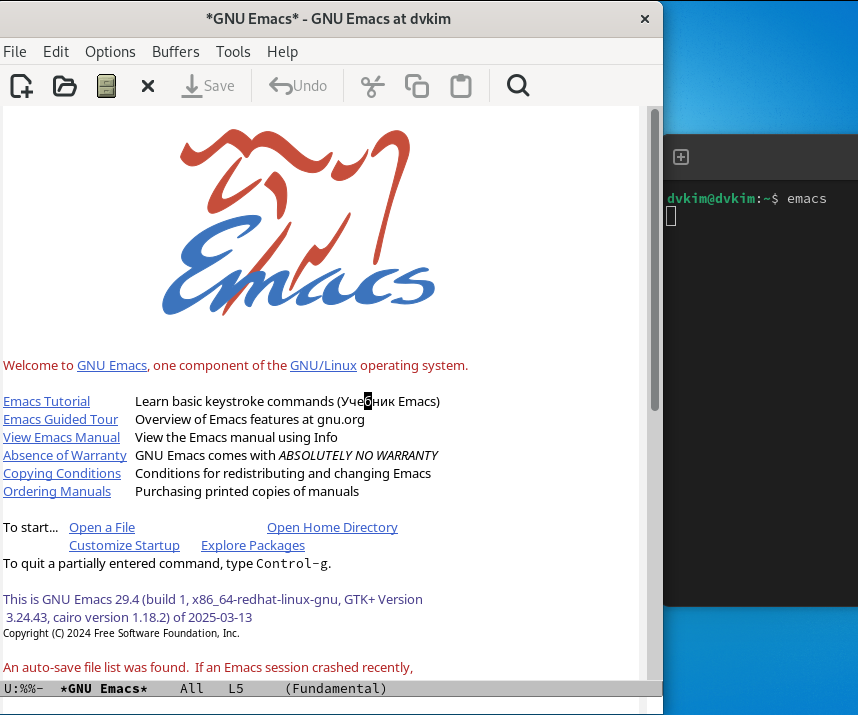 *GNU Emacs* - GNU Emacs at dvkim
File Edit Options Buffers Tools Help
Save Undo
Emacs
dvkim@dvkim:~$ emacs
Welcome to GNU Emacs, one component of the GNU/Linux operating system.
Emacs Tutorial Learn basic keystroke commands (Учебник Emacs)
Emacs Guided Tour Overview of Emacs features at gnu.org
View Emacs Manual View the Emacs manual using Info
Absence of Warranty GNU Emacs comes with ABSOLUTELY NO WARRANTY
Copying Conditions Conditions for redistributing and changing Emacs
Ordering Manuals Purchasing printed copies of manuals
To start... Open a File Open Home Directory
Customize Startup Explore Packages
To quit a partially entered command, type Control-g.
This is GNU Emacs 29.4 (build 1, x86_64-redhat-linux-gnu, GTK+ Version
3.24.43, cairo version 1.18.2) of 2025-03-13
Copyright (C) 2024 Free Software Foundation, Inc.
An auto-save file list was found. If an Emacs session crashed recently,
U:%%- *GNU Emacs* All L5 (Fundamental)